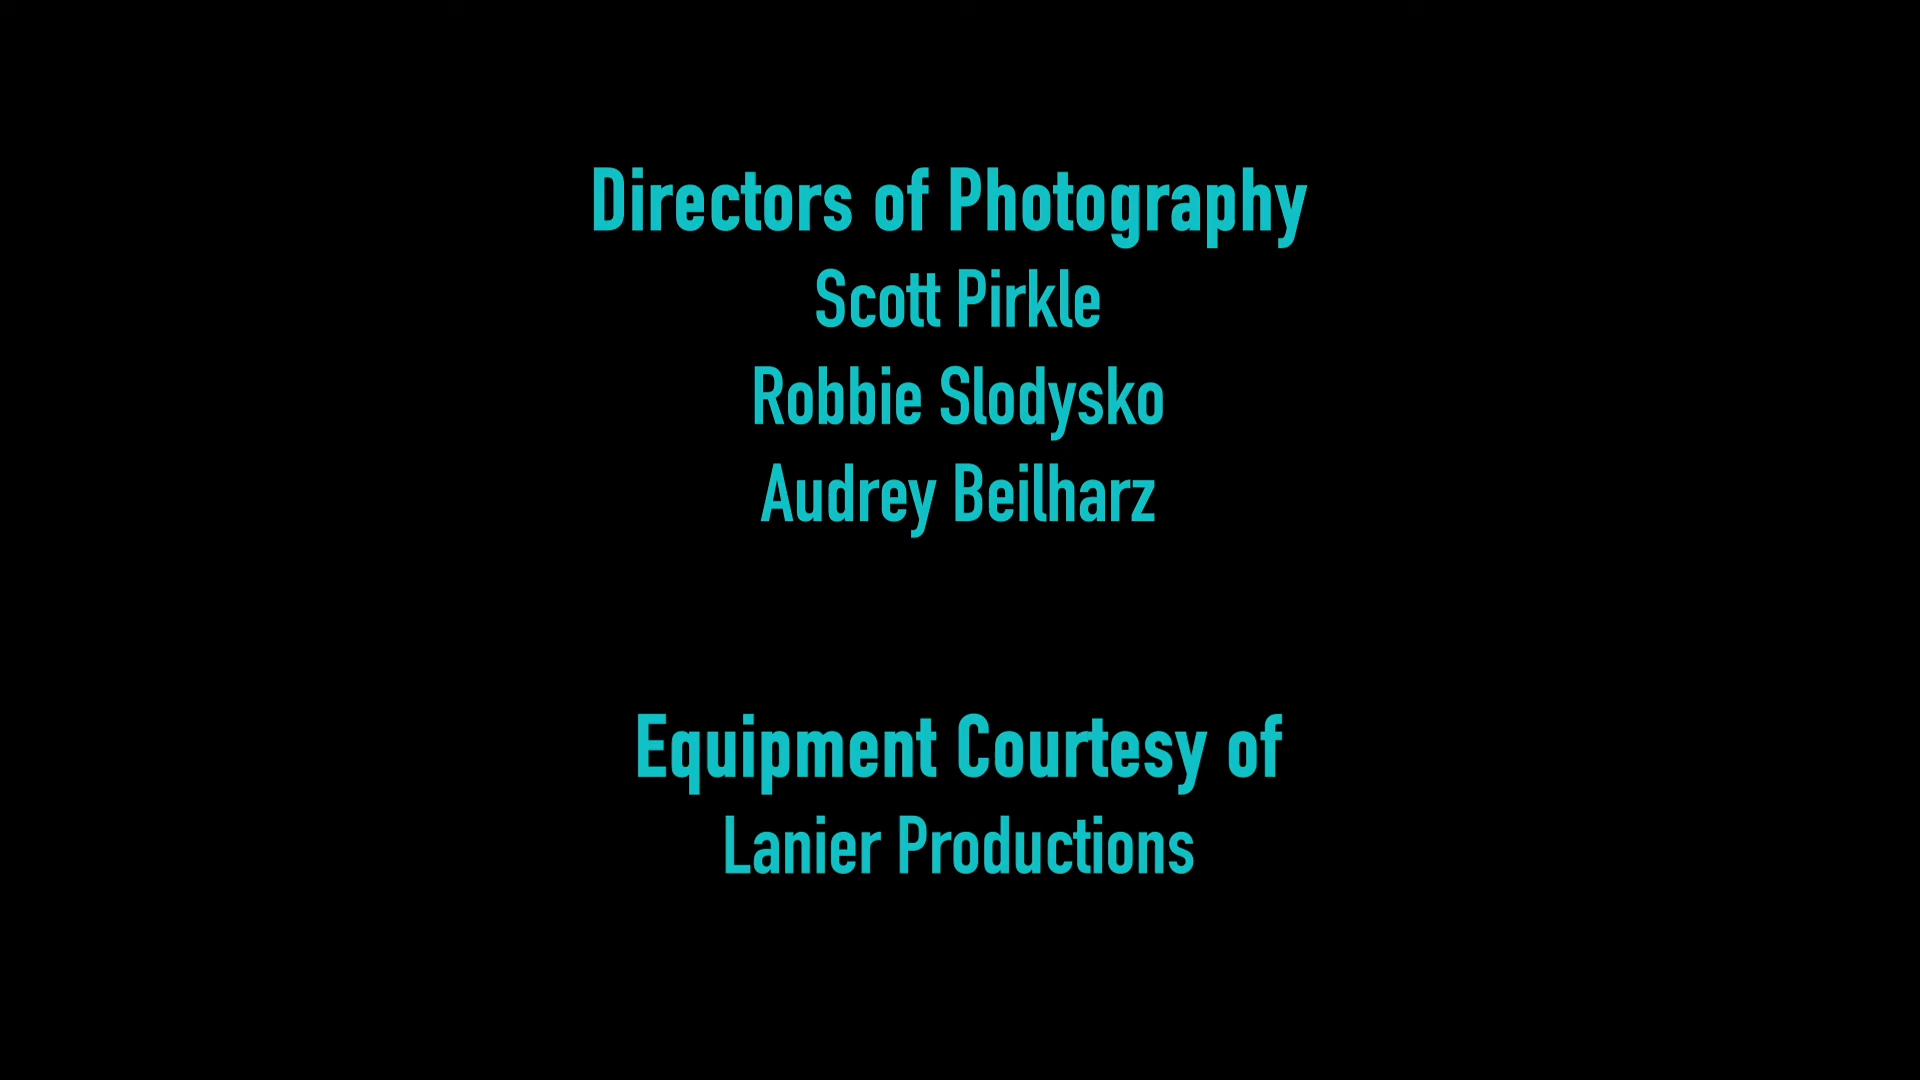 Directors of Photography
Scott Pirkle
Robbie Slodysko
Audrey Beilharz
Equipment Courtesy of
Lanier Productions